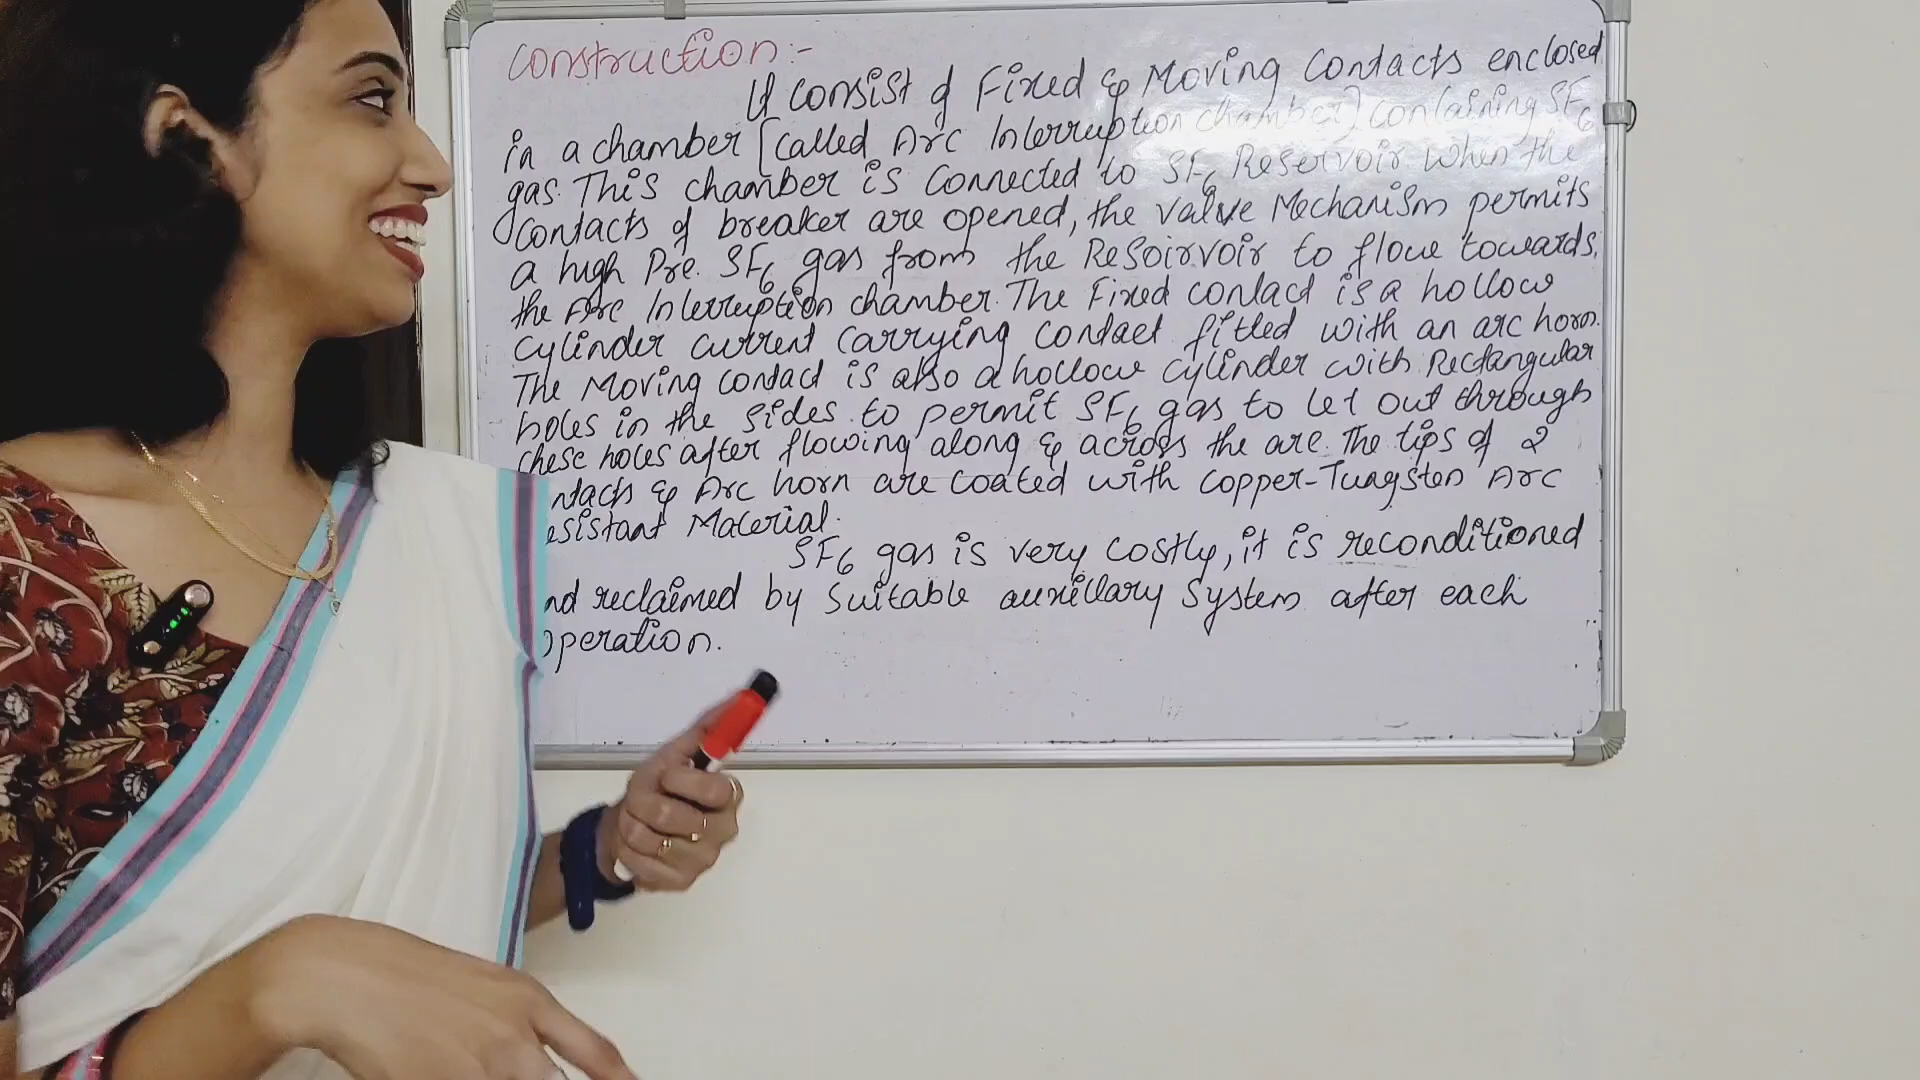 Construction:-
It consist of Fixed & Moving Contacts enclosed
in a chamber [called Arc Interruption chamber] containing SF6
gas. This chamber is Connected to SF6 Reservoir when the
contacts of breaker are opened, the valve Mechanism permits
a high Pre. SF6 gas from the Resoirvoir to flow towards
the Arc Interruption chamber. The Fixed contact is a hollow
cylinder current carrying contact fitted with an arc horn.
The Moving contact is also a hollow cylinder with Rectangular
holes in the sides to permit SF6 gas to let out through
these holes after flowing along & across the arc. The tips of 2
ntacts & Arc horn are coated with Copper-Tungsten Arc
esistant Material.
SF6 gas is very costly, it is reconditioned
nd reclaimed by suitable auxillary system after each
operation.